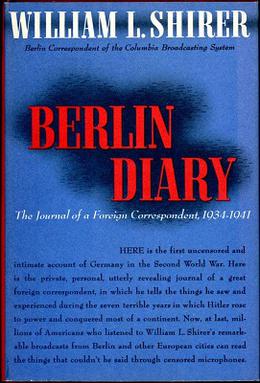 WILLIAM L. SHIRER
Berlin Correspondent of the Columbia Broadcasting System
BERLIN
DIARY
The Journal of a Foreign Correspondent, 1934-1941
HERE is the first uncensored and
intimate account of Germany in the Second World War. Here
is the private, personal, utterly revealing journal of a great
foreign correspondent, in which he tells the things he saw and
experienced during the seven terrible years in which Hitler rose
to power and conquered most of a continent. Now, at last, mil-
lions of Americans who listened to William L. Shirer's remark-
able broadcasts from Berlin and other European cities can read
the things that couldn't be said through censored microphones.